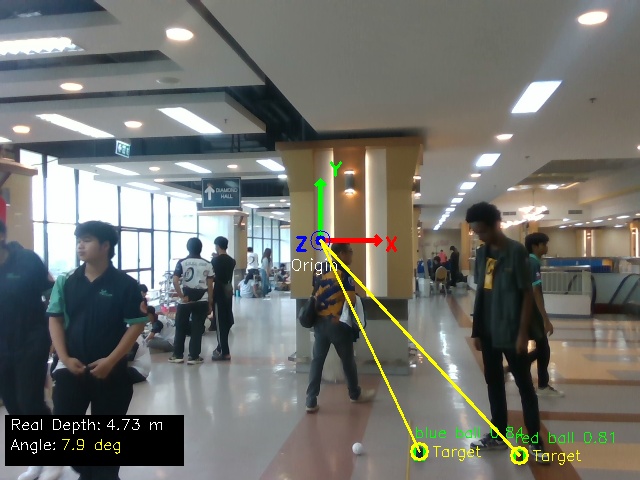 DIAMOND
HALL
Y
Z
X
Origin
Real Depth: 4.73 m
Angle: 7.9 deg
blue ball 0.84
red ball 0.81
Target
Target